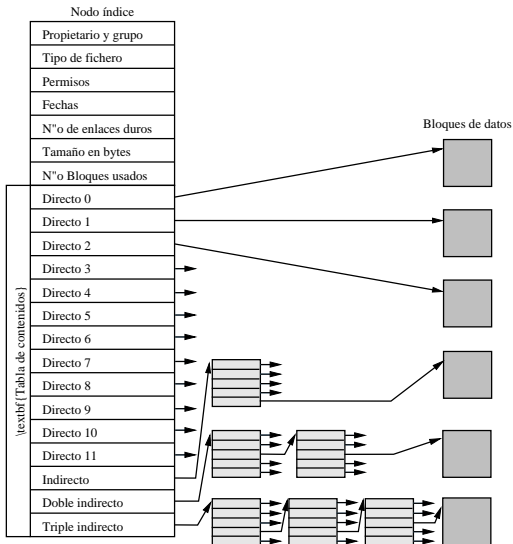 Nodo índice
Propietario y grupo
Tipo de fichero
Permisos
Fechas
N"o de enlaces duros
Tamaño en bytes
N"o Bloques usados
\textbf{Tabla de contenidos}
Directo 0
Directo 1
Directo 2
Directo 3
Directo 4
Directo 5
Directo 6
Directo 7
Directo 8
Directo 9
Directo 10
Directo 11
Indirecto
Doble indirecto
Triple indirecto
Bloques de datos